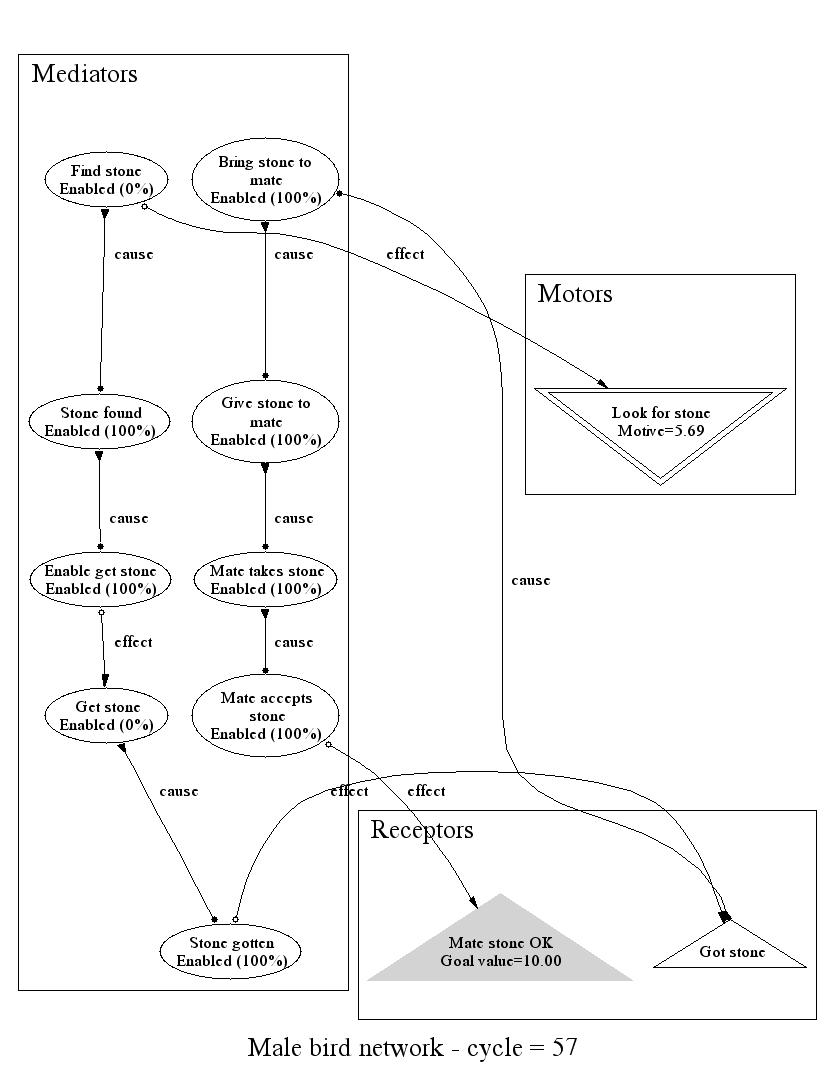 Mediators
Find stone
Enabled (0%)
Bring stone to
mate
Enabled (100%)
cause
cause
effect
Motors
Look for stone
Motive=5.69
Stone found
Enabled (100%)
Give stone to
mate
Enabled (100%)
cause
cause
Enable get stone
Enabled (100%)
Mate takes stone
Enabled (100%)
cause
effect
cause
Get stone
Enabled (0%)
Mate accepts
stone
Enabled (100%)
cause
effect
effect
Receptors
Stone gotten
Enabled (100%)
Mate stone OK
Goal value=10.00
Got stone
Male bird network - cycle = 57